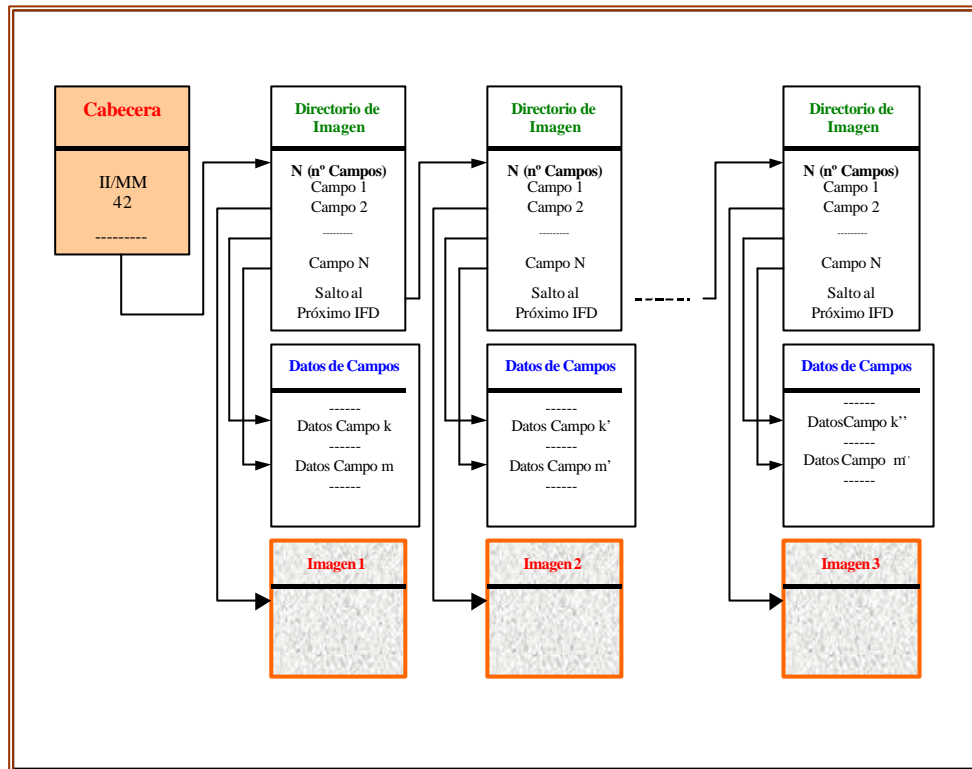 Cabecera
II/MM
42
---------
Directorio de
Imagen
N (nº Campos)
Campo 1
Campo 2
---------
Campo N
Salto al
Próximo IFD
Datos de Campos
------
Datos Campo k
------
Datos Campo m
------
Imagen 1
Directorio de
Imagen
N (nº Campos)
Campo 1
Campo 2
---------
Campo N
Salto al
Próximo IFD
Datos de Campos
------
Datos Campo k’
------
Datos Campo m’
------
Imagen 2
Directorio de
Imagen
N (nº Campos)
Campo 1
Campo 2
---------
Campo N
Salto al
Próximo IFD
Datos de Campos
------
DatosCampo k’’
------
Datos Campo m’’
------
Imagen 3